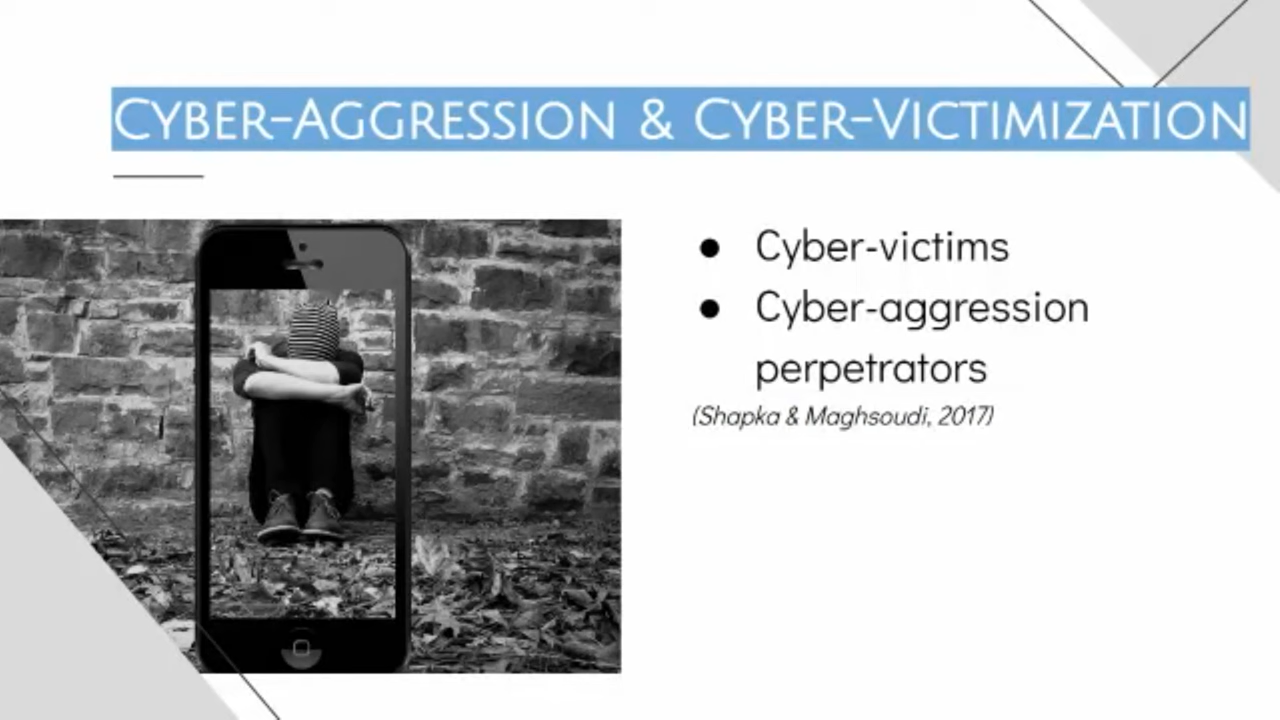 Cyber-Aggression & Cyber-Victimization
● Cyber-victims
● Cyber-aggression
perpetrators
(Shapka & Maghsoudi, 2017)